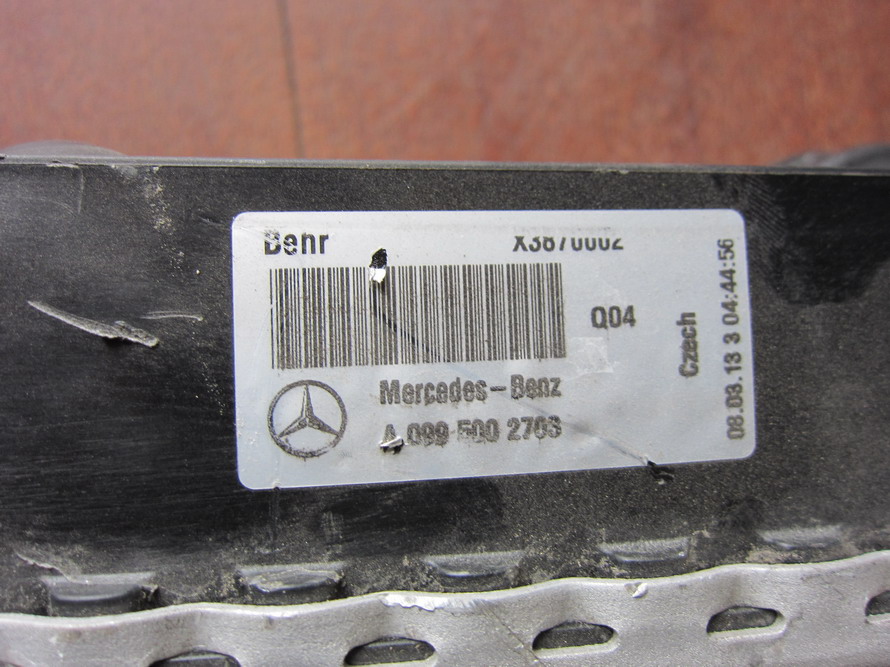 Behr X3870002
Q04
Mercedes-Benz
A 099 500 2703
Czech
08.03.13 3 04:44:56